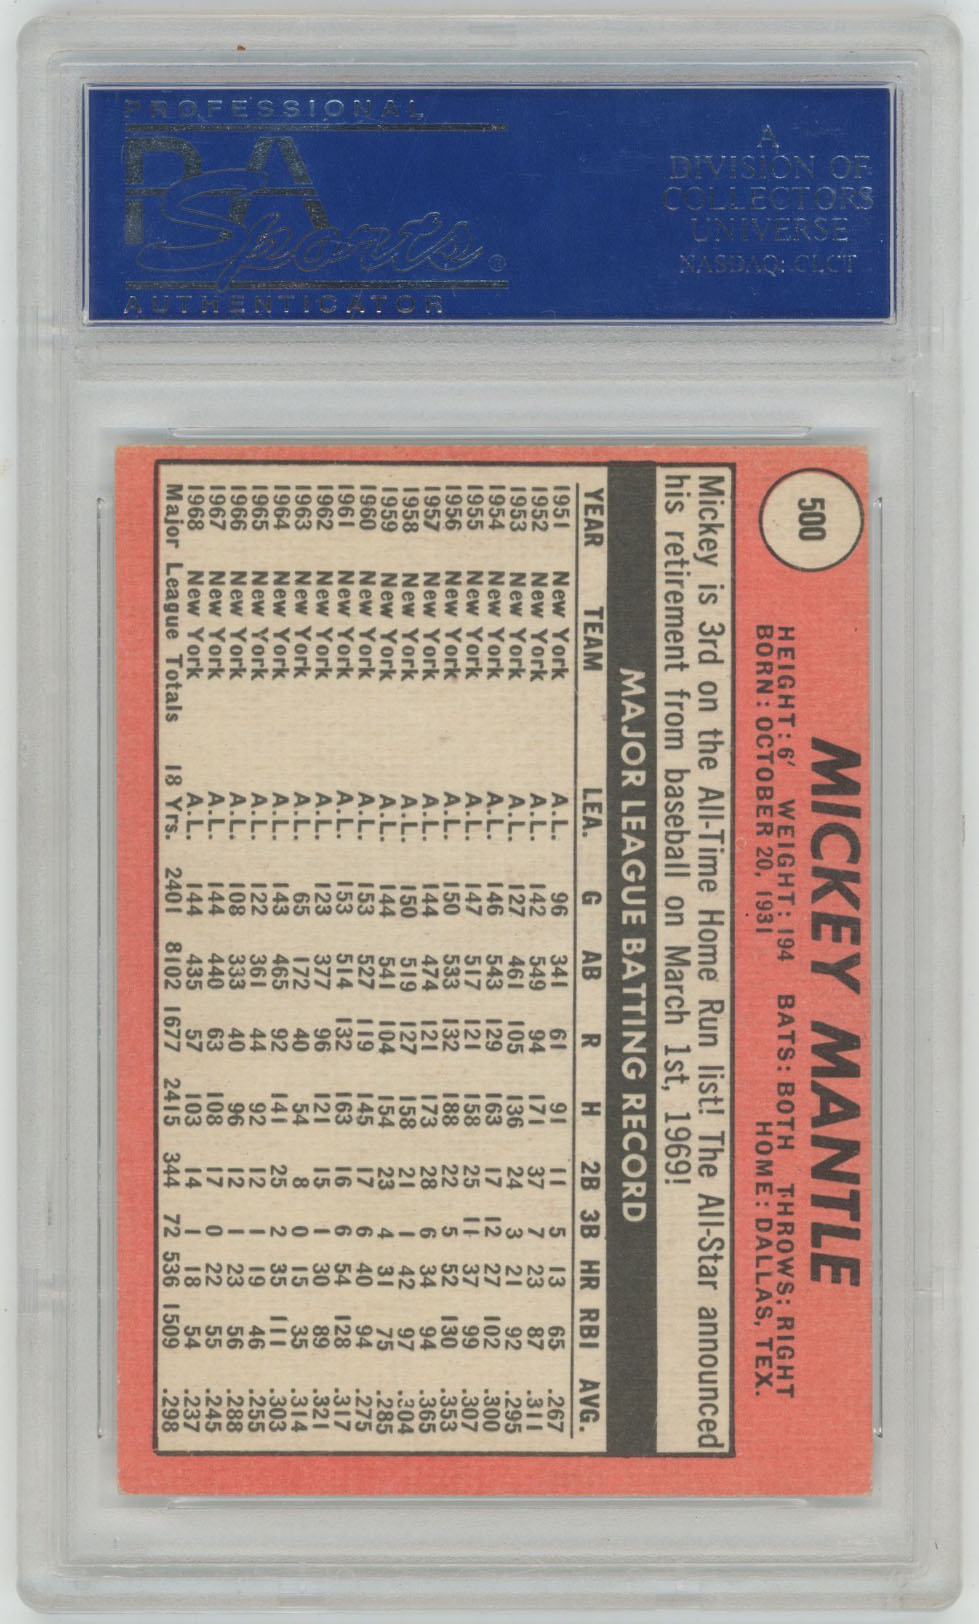 PROFESSIONAL
PSA
Sports®
AUTHENTICATOR
A
DIVISION OF
COLLECTORS
UNIVERSE
NASDAQ: CLCT
500
MICKEY MANTLE
HEIGHT: 6' WEIGHT: 194 BATS: BOTH THROWS: RIGHT
BORN: OCTOBER 20, 1931 HOME: DALLAS, TEX.
Mickey is 3rd on the All-Time Home Run list! The All-Star announced
his retirement from baseball on March 1st, 1969!
MAJOR LEAGUE BATTING RECORD
YEAR TEAM LEA. G AB R H 2B 3B HR RBI AVG.
1951 New York A.L. 96 341 61 91 11 5 13 65 .267
1952 New York A.L. 142 549 94 171 37 7 23 87 .311
1953 New York A.L. 127 461 105 136 24 3 21 92 .295
1954 New York A.L. 146 543 129 163 17 12 27 102 .300
1955 New York A.L. 147 517 121 158 25 11 37 99 .307
1956 New York A.L. 150 533 132 188 22 5 52 130 .353
1957 New York A.L. 144 474 121 173 28 6 34 94 .365
1958 New York A.L. 150 519 127 158 21 1 42 97 .304
1959 New York A.L. 144 541 104 154 23 4 31 75 .285
1960 New York A.L. 153 527 119 145 17 6 40 94 .275
1961 New York A.L. 153 514 132 163 16 6 54 128 .317
1962 New York A.L. 123 377 96 121 15 1 30 89 .321
1963 New York A.L. 65 172 40 54 8 0 15 35 .314
1964 New York A.L. 143 465 92 141 25 2 35 111 .303
1965 New York A.L. 122 361 44 92 12 1 19 46 .255
1966 New York A.L. 108 333 40 96 12 1 23 56 .288
1967 New York A.L. 144 440 63 108 17 0 22 55 .245
1968 New York A.L. 144 435 57 103 14 1 18 54 .237
Major League Totals 18 Yrs. 2401 8102 1677 2415 344 72 536 1509 .298